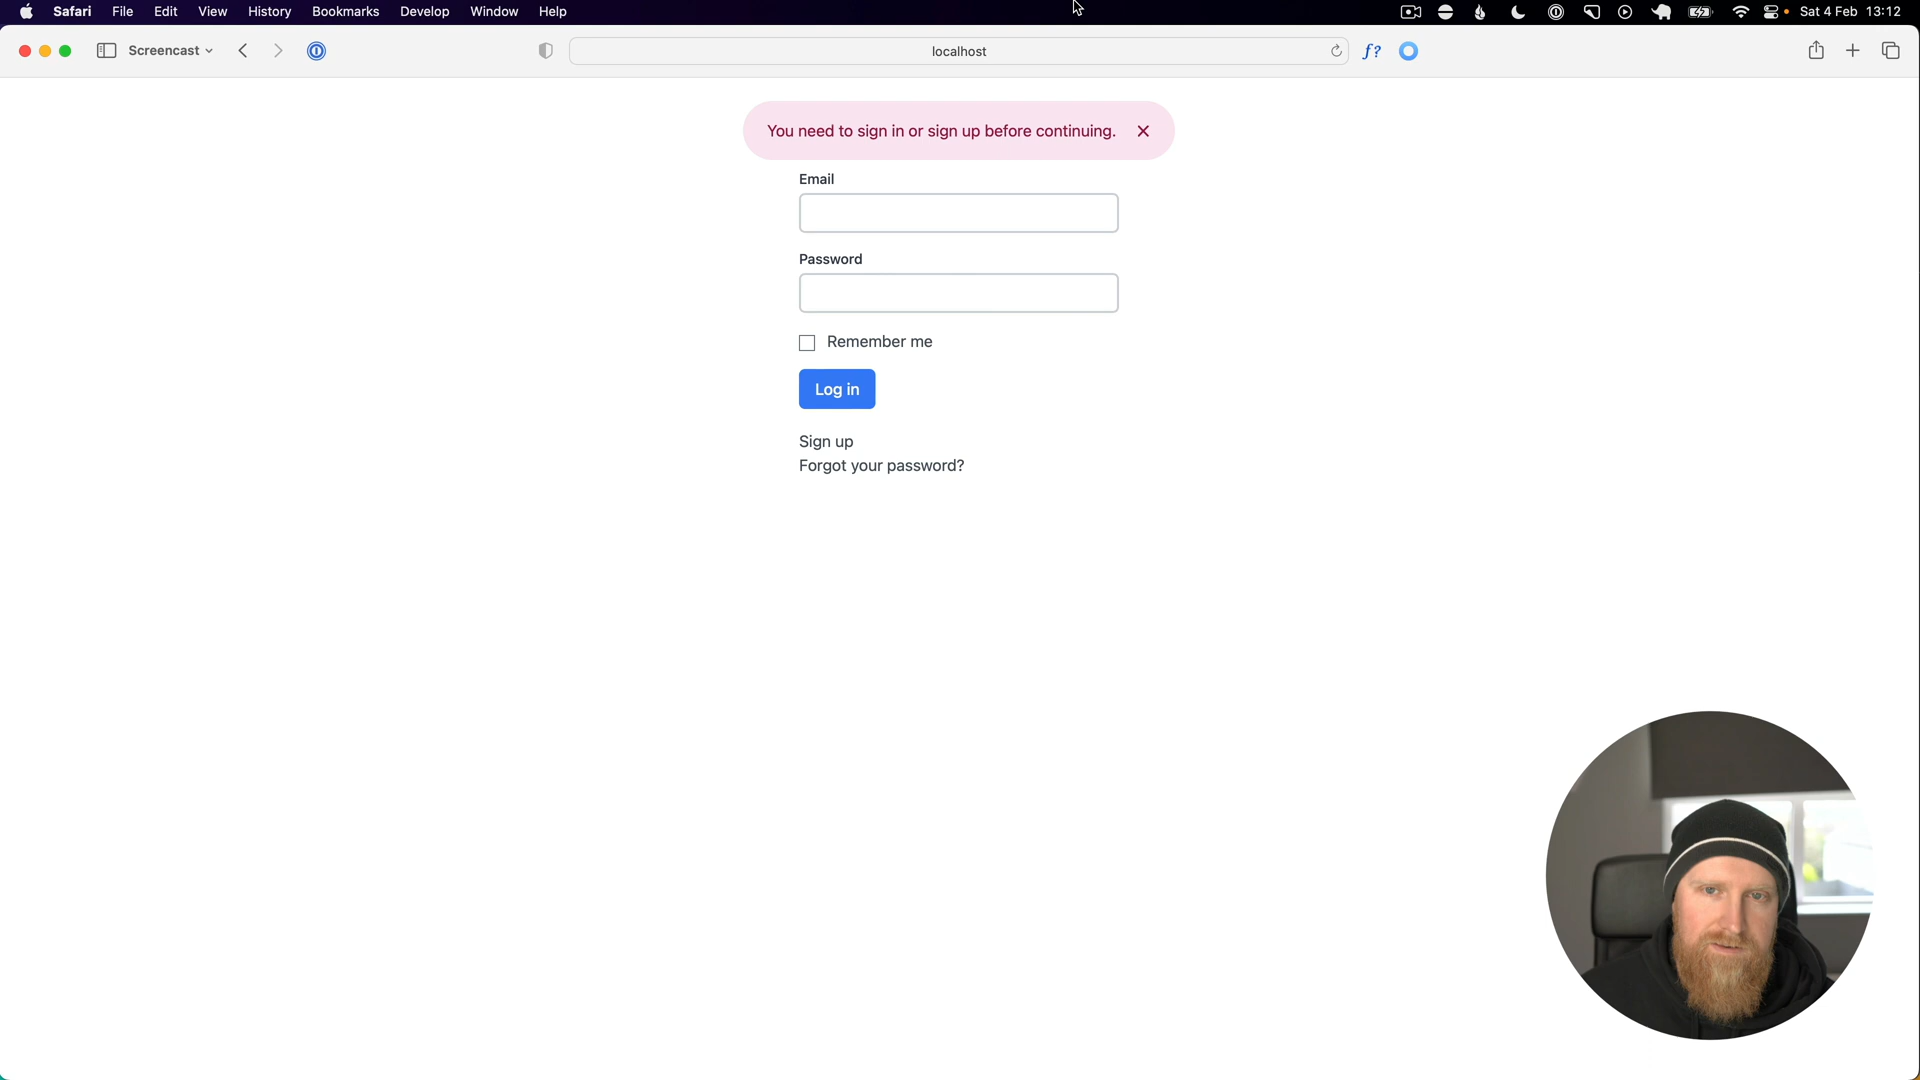 Safari File Edit View History Bookmarks Develop Window Help Sat 4 Feb 13:12
Screencast localhost f?
You need to sign in or sign up before continuing.
Email
Password
Remember me
Log in
Sign up
Forgot your password?